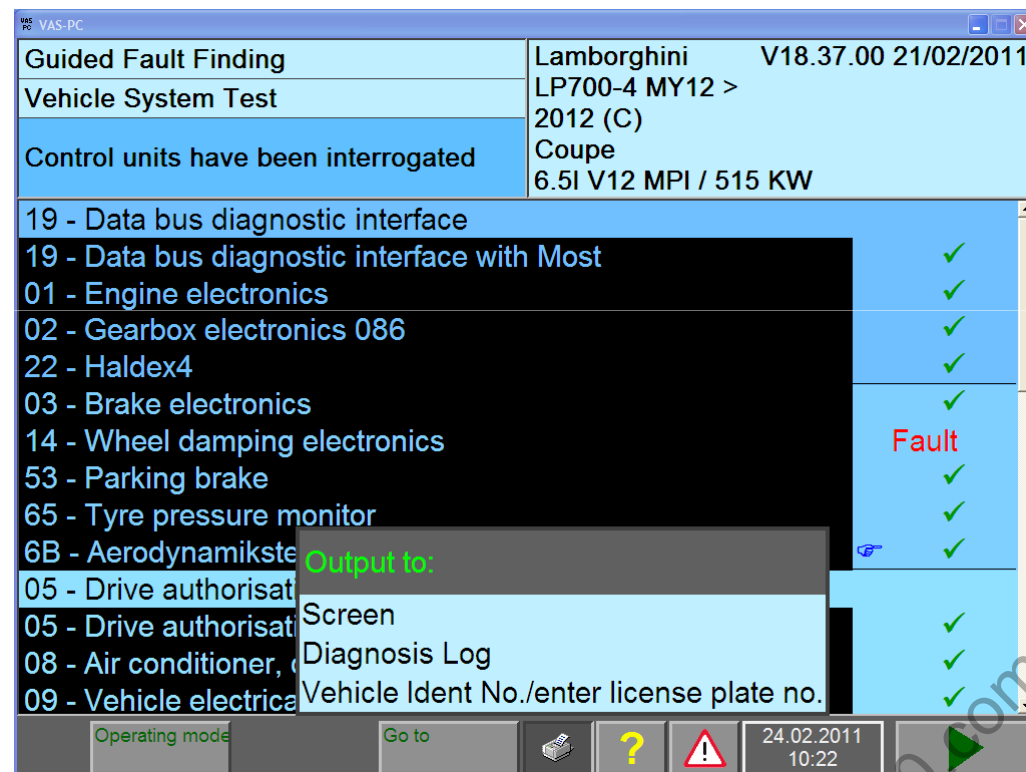 VAS-PC
Guided Fault Finding
Vehicle System Test
Control units have been interrogated
Lamborghini V18.37.00 21/02/2011
LP700-4 MY12 >
2012 (C)
Coupe
6.5l V12 MPI / 515 KW
19 - Data bus diagnostic interface
19 - Data bus diagnostic interface with Most
01 - Engine electronics
02 - Gearbox electronics 086
22 - Haldex4
03 - Brake electronics
14 - Wheel damping electronics Fault
53 - Parking brake
65 - Tyre pressure monitor
6B - Aerodynamikste
05 - Drive authorisati
05 - Drive authorisati
08 - Air conditioner,
09 - Vehicle electrica
Output to:
Screen
Diagnosis Log
Vehicle Ident No./enter license plate no.
Operating mode
Go to
?
24.02.2011
10:22